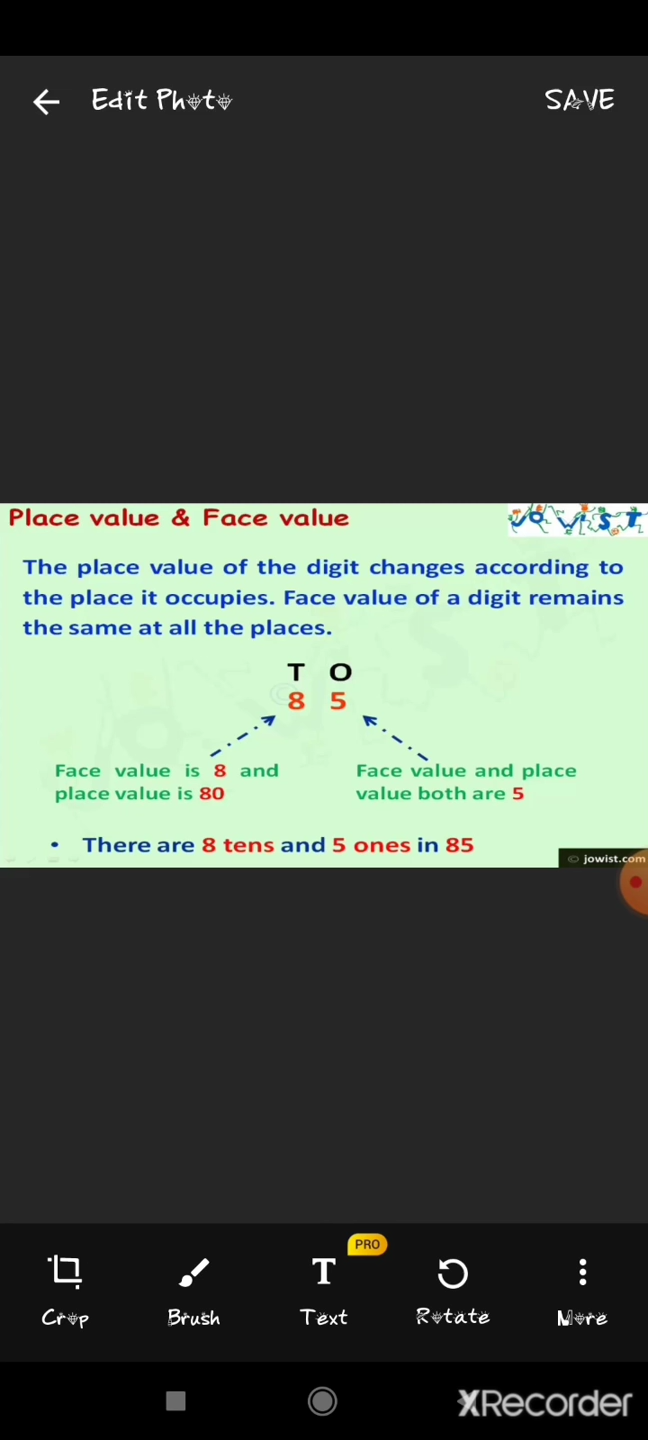 Edit Photo
SAVE
Place value & Face value
JOWIST
The place value of the digit changes according to
the place it occupies. Face value of a digit remains
the same at all the places.
T O
8 5
Face value is 8 and
place value is 80
Face value and place
value both are 5
• There are 8 tens and 5 ones in 85
© jowist.com
PRO
T
Crop
Brush
Text
Rotate
More
XRecorder